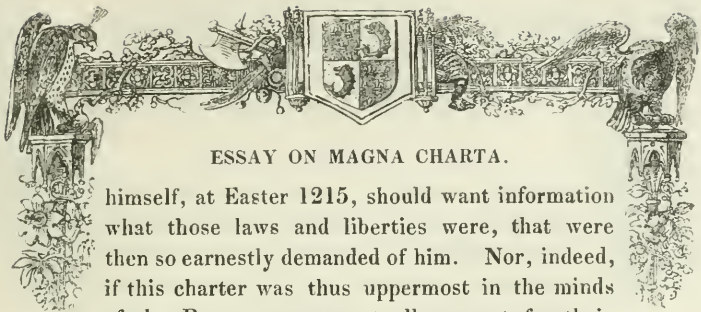 ESSAY ON MAGNA CHARTA.
himself, at Easter 1215, should want information
what those laws and liberties were, that were
then so earnestly demanded of him. Nor, indeed,
if this charter was thus uppermost in the minds